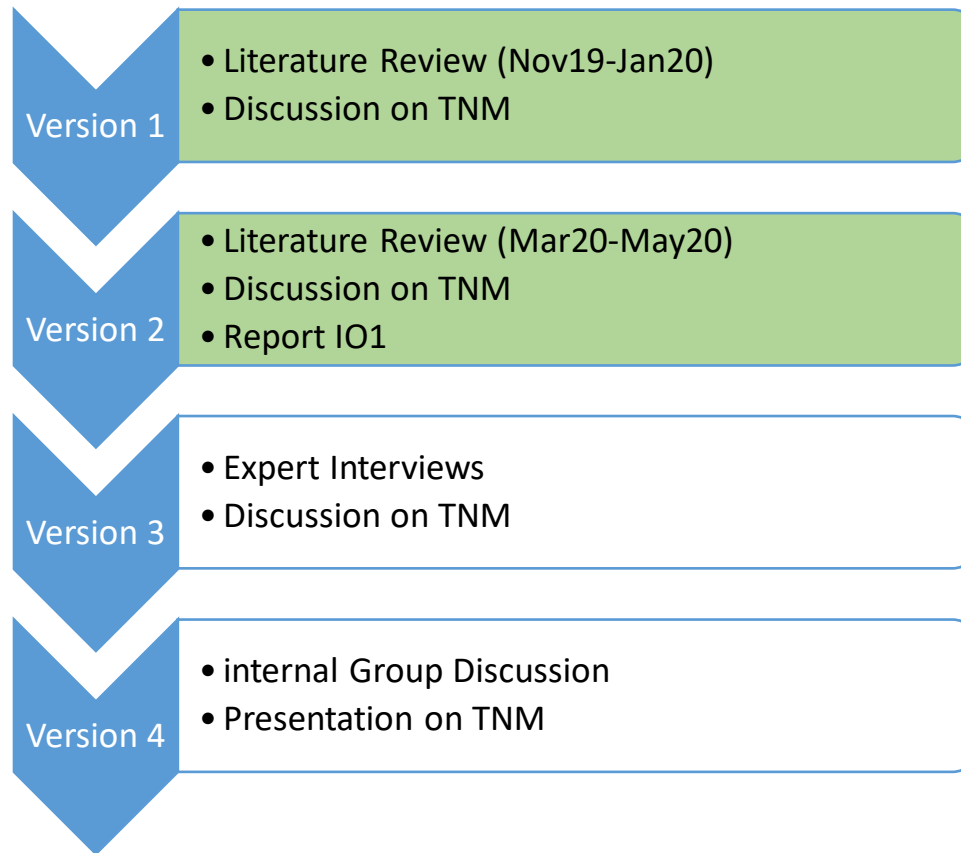 Version 1
• Literature Review (Nov19-Jan20)
• Discussion on TNM
Version 2
• Literature Review (Mar20-May20)
• Discussion on TNM
• Report IO1
Version 3
• Expert Interviews
• Discussion on TNM
Version 4
• internal Group Discussion
• Presentation on TNM